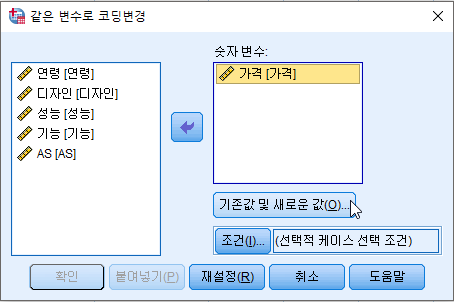 같은 변수로 코딩변경
숫자 변수:
연령 [연령]
디자인 [디자인]
성능 [성능]
기능 [기능]
AS [AS]
가격 [가격]
기존값 및 새로운 값(O)...
조건(I)... (선택적 케이스 선택 조건)
확인 붙여넣기(P) 재설정(R) 취소 도움말